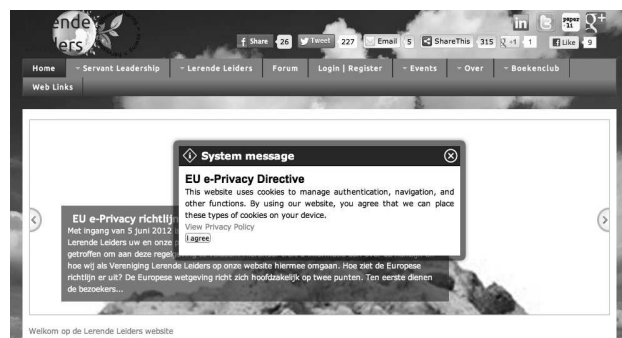 ende
ders
Share 26 Tweet 227 Email 5 ShareThis 315 +1 1 Like 9
in paper.li g+
Home Servant Leadership Lerende Leiders Forum Login | Register Events Over Boekenclub
Web Links
System message
EU e-Privacy Directive
This website uses cookies to manage authentication, navigation, and
other functions. By using our website, you agree that we can place
these types of cookies on your device.
View Privacy Policy
I agree
EU e-Privacy richtlijn
Met ingang van 5 juni 2012
Lerende Leiders uw en onze
getroffen om aan deze
hoe wij als Vereniging Lerende Leiders op onze website hiermee omgaan. Hoe ziet de Europese
richtlijn er uit? De Europese wetgeving richt zich hoofdzakelijk op twee punten. Ten eerste dienen
de bezoekers...
Welkom op de Lerende Leiders website